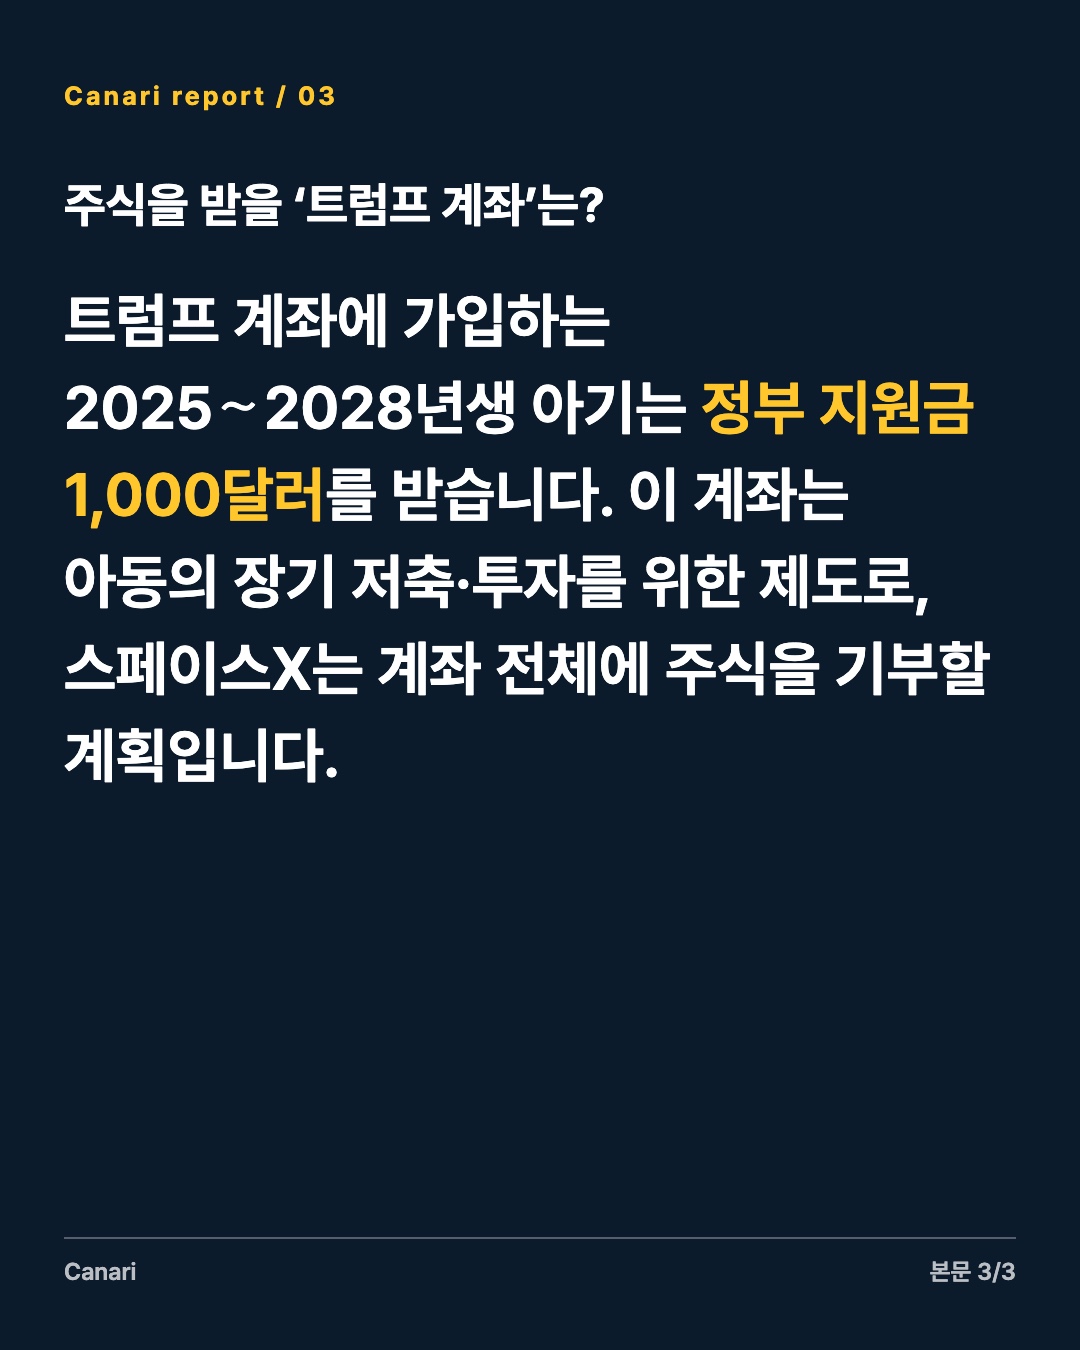 Canari report / 03
주식을 받을 ‘트럼프 계좌’는?
트럼프 계좌에 가입하는
2025~2028년생 아기는 정부 지원금
1,000달러를 받습니다. 이 계좌는
아동의 장기 저축·투자를 위한 제도로,
스페이스X는 계좌 전체에 주식을 기부할
계획입니다.
Canari
본문 3/3